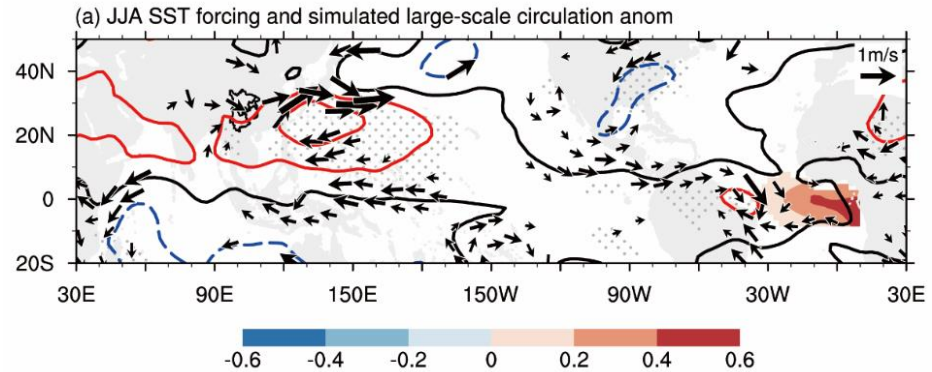 (a) JJA SST forcing and simulated large-scale circulation anom
1m/s
40N
20N
0
20S
30E 90E 150E 150W 90W 30W 30E
-0.6 -0.4 -0.2 0 0.2 0.4 0.6